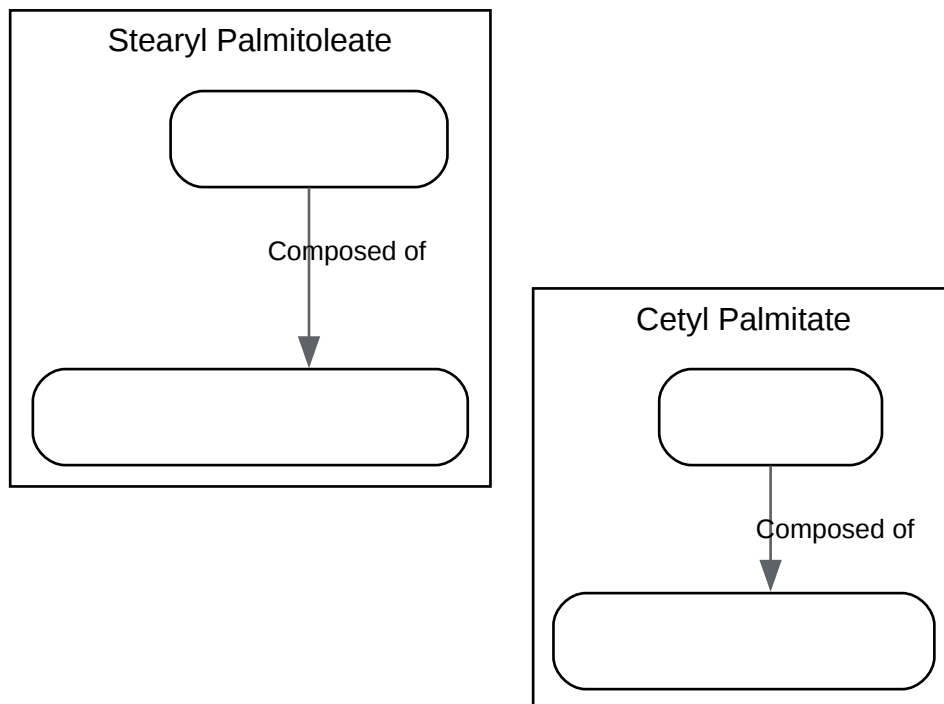 Stearyl Palmitoleate
Composed of
Cetyl Palmitate
Composed of